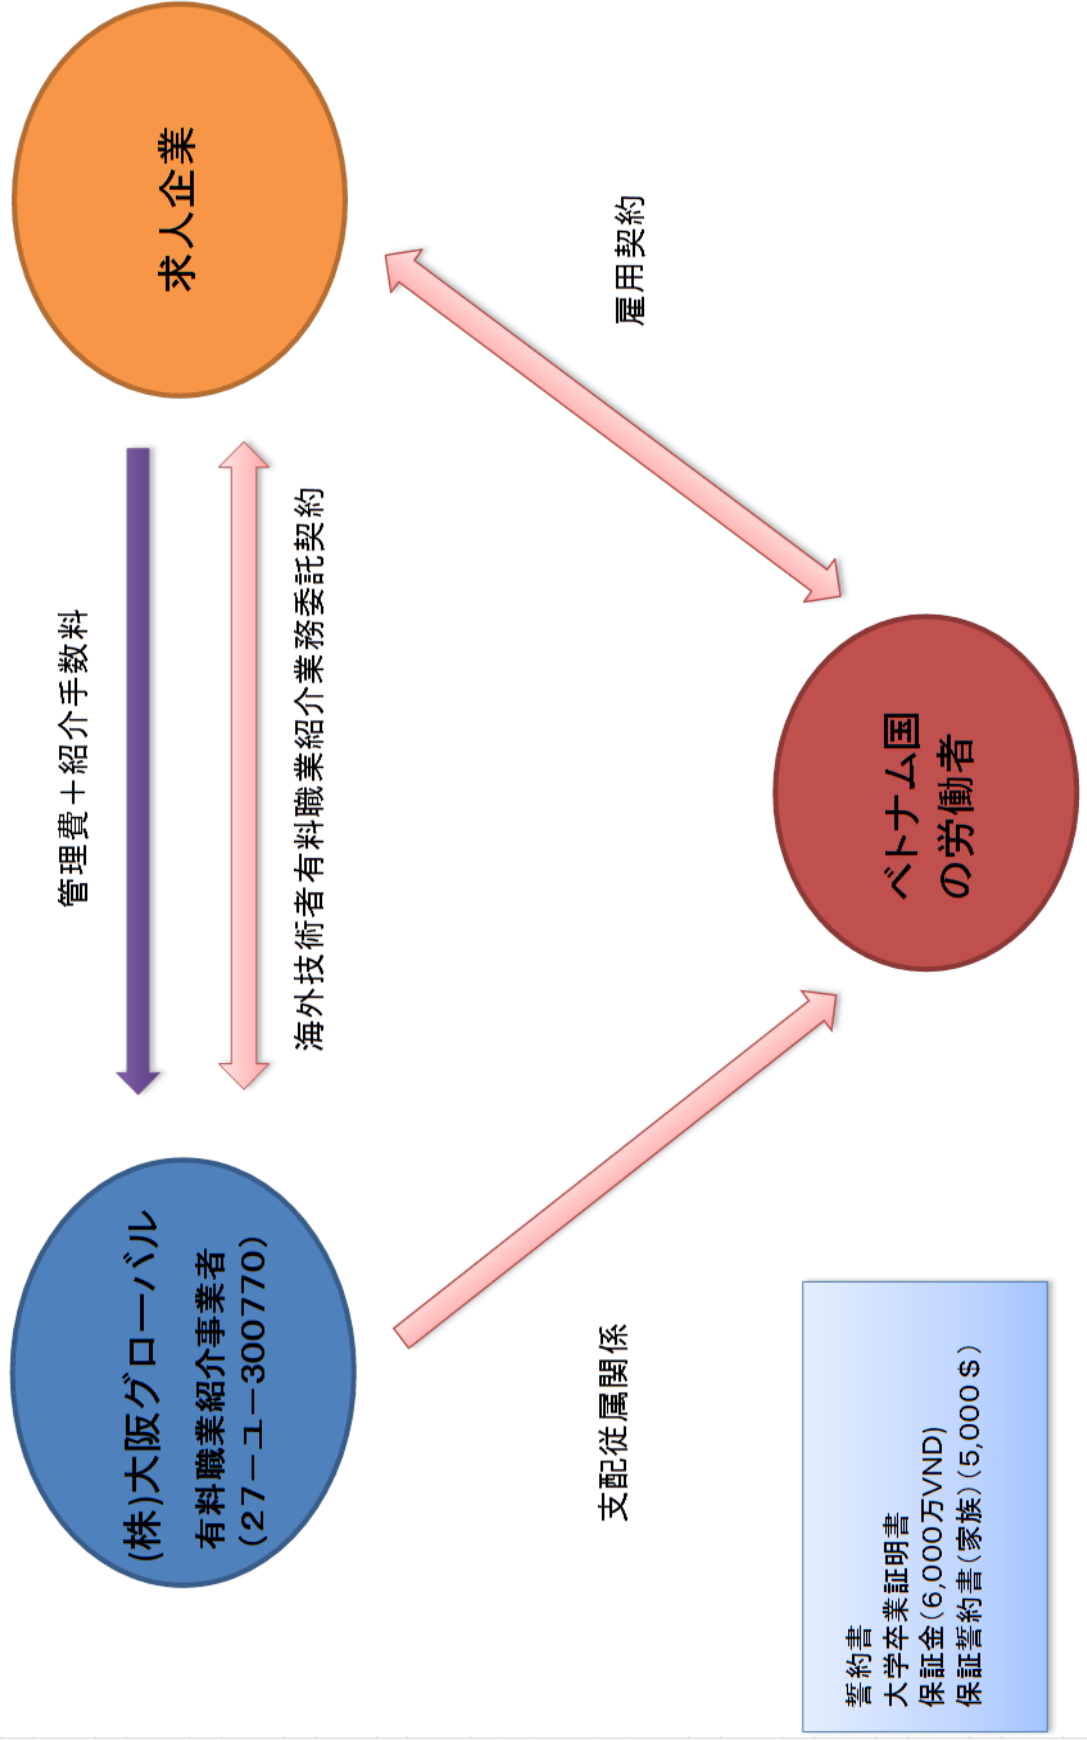 管理費＋紹介手数料
(株)大阪グローバル
有料職業紹介事業者
(27－ユ－300770)
求人企業
海外技術者有料職業紹介業務委託契約
支配従属関係
雇用契約
誓約書
大学卒業証明書
保証金(6,000万VND)
保証誓約書(家族)(5,000＄)
ベトナム国
の労働者